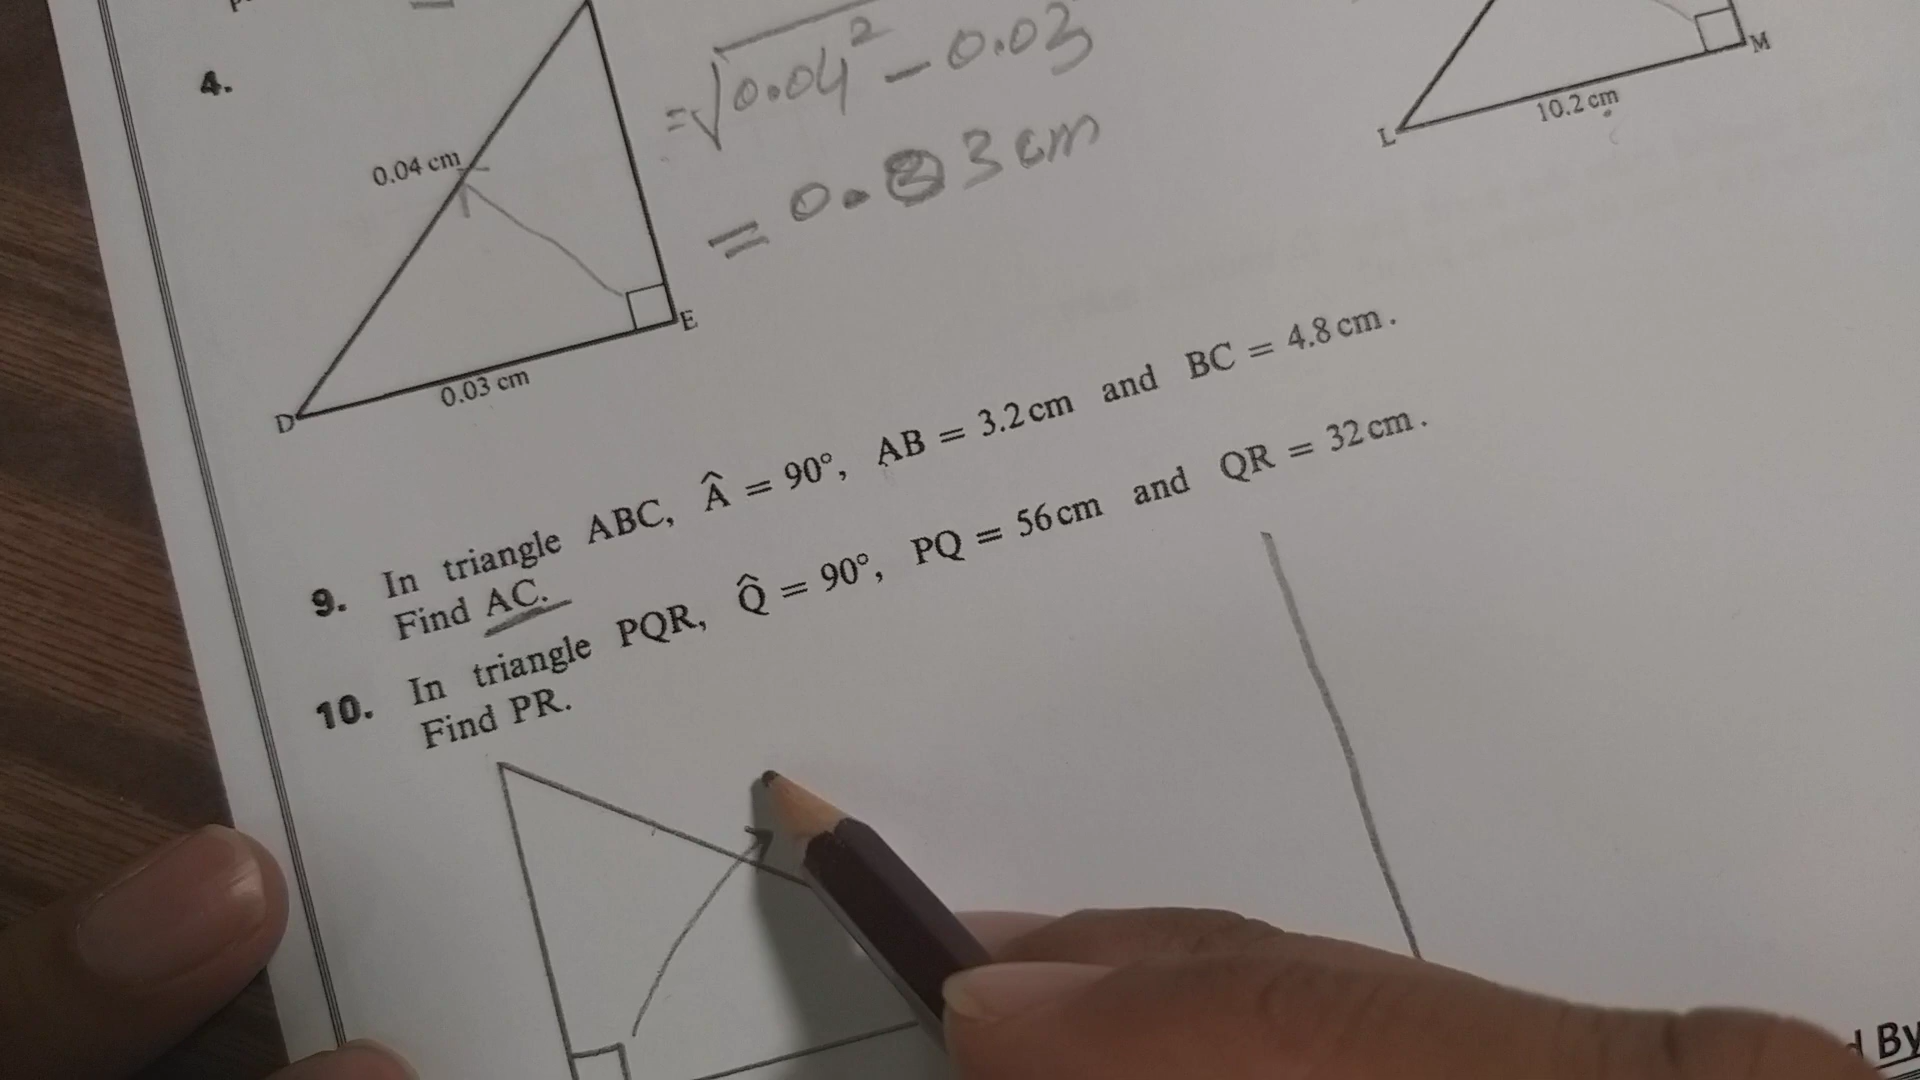 4.
0.04 cm
0.03 cm
D
E
= √0.04² − 0.03
= 0.03 cm
L
M
10.2 cm
9. In triangle ABC, Â = 90°, AB = 3.2 cm and BC = 4.8 cm.
Find AC.
10. In triangle PQR, Q̂ = 90°, PQ = 56 cm and QR = 32 cm.
Find PR.
By